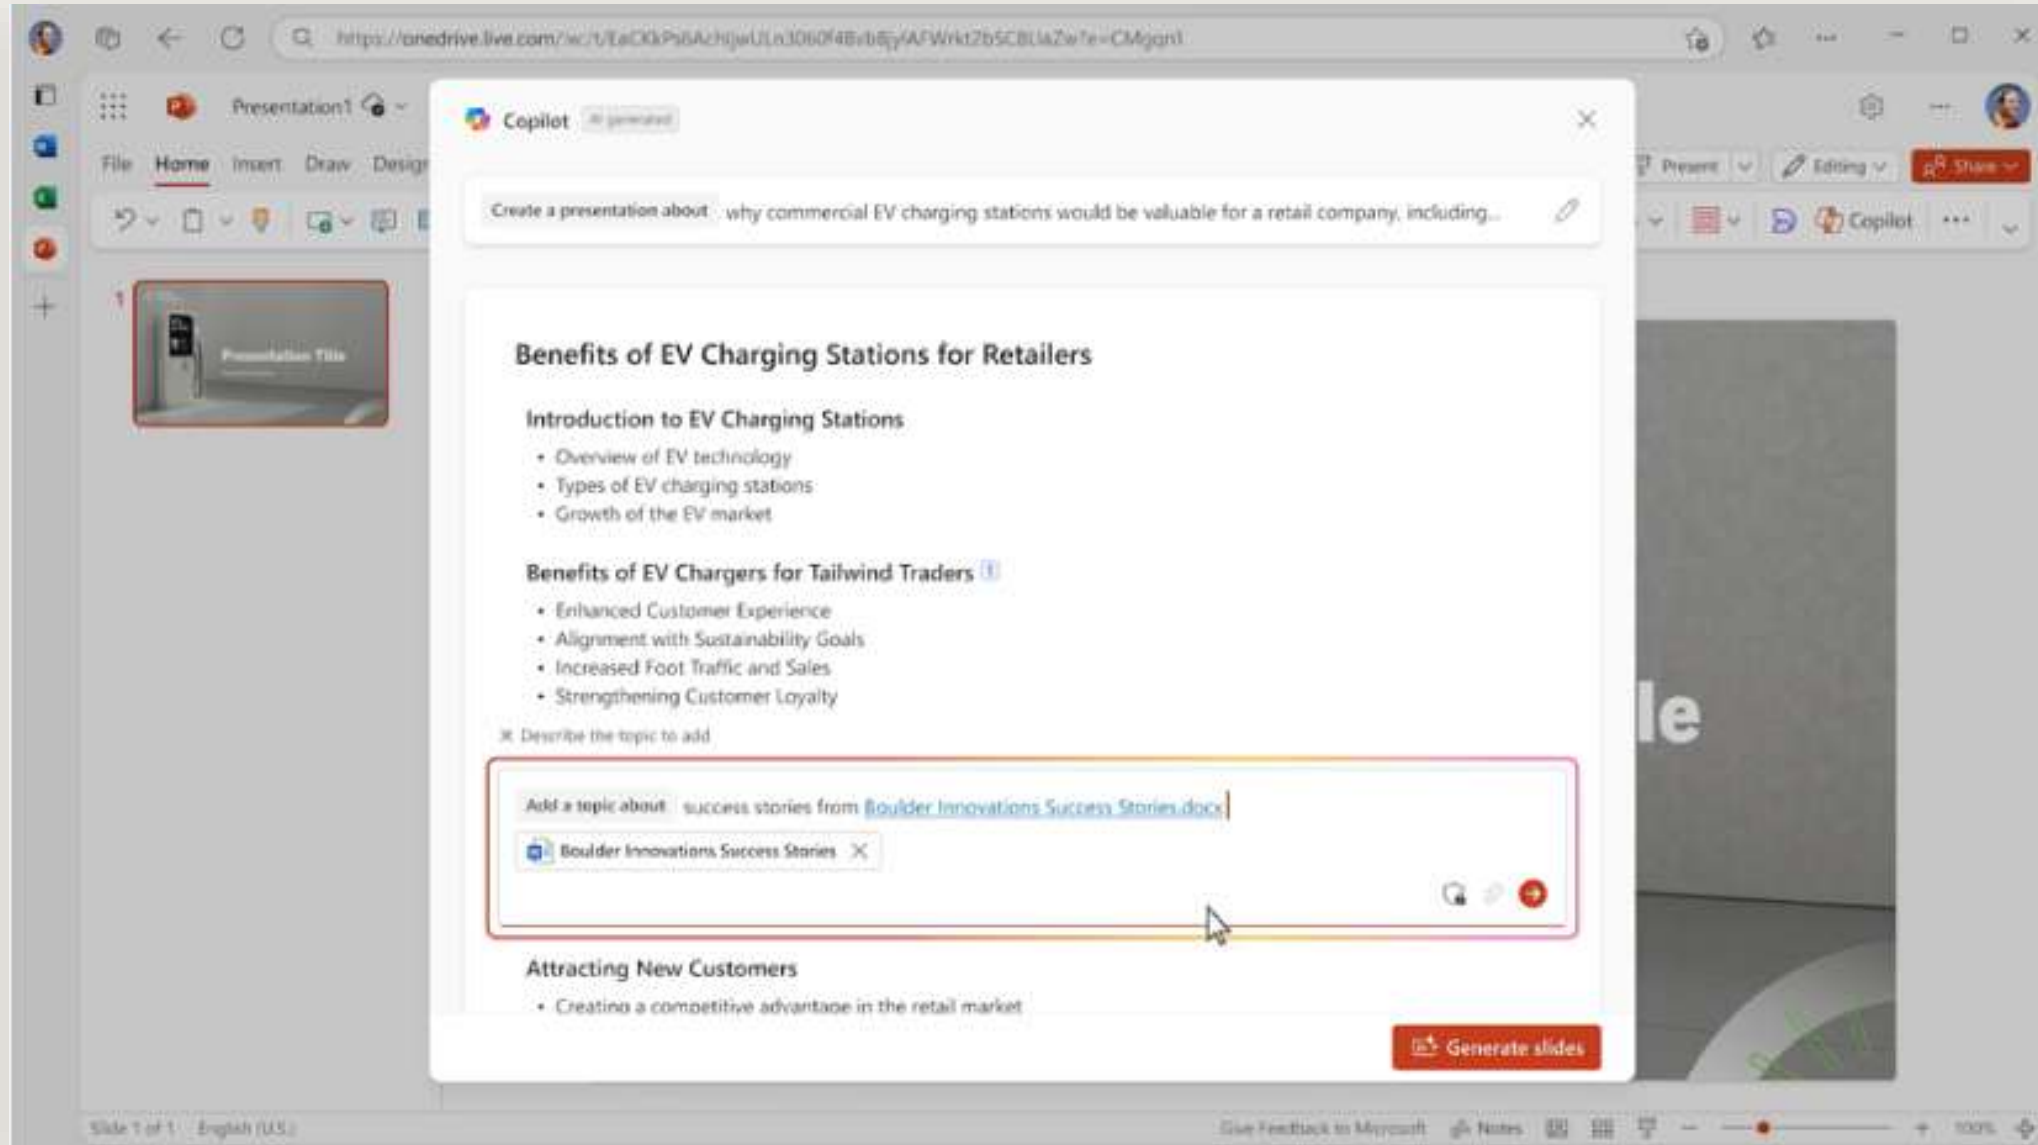 Presentation1
File Home Insert Draw Design
Present
Editing
Share
Copilot
1
Presentation Title
Copilot AI generated
Create a presentation about why commercial EV charging stations would be valuable for a retail company, including...
Benefits of EV Charging Stations for Retailers
Introduction to EV Charging Stations
• Overview of EV technology
• Types of EV charging stations
• Growth of the EV market
Benefits of EV Chargers for Tailwind Traders 1
• Enhanced Customer Experience
• Alignment with Sustainability Goals
• Increased Foot Traffic and Sales
• Strengthening Customer Loyalty
Describe the topic to add
Add a topic about success stories from Boulder Innovations Success Stories.docx
Boulder Innovations Success Stories
Attracting New Customers
• Creating a competitive advantage in the retail market
Generate slides
le
Slide 1 of 1 English (U.S.)
Give Feedback to Microsoft Notes 100%